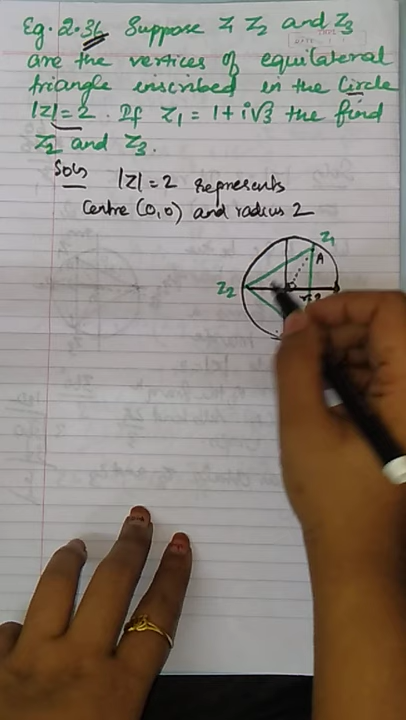 Eg. 2.36 Suppose Z1 Z2 and Z3
are the vertices of equilateral
triangle inscribed in the Circle
|Z|=2. If Z1 = 1+i√3 the find
Z2 and Z3.
Soln |Z|=2 represents
Centre (0,0) and radius 2
Z1
A
Z2
r=2